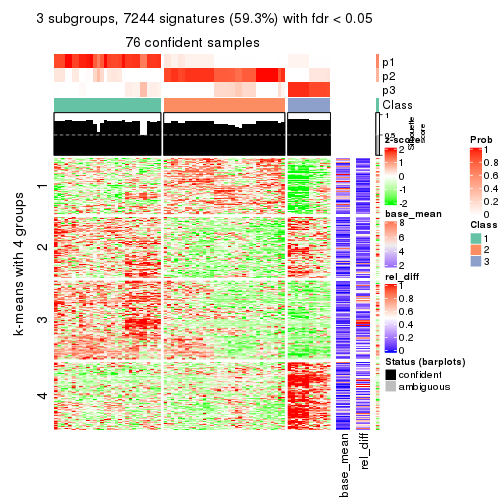 3 subgroups, 7244 signatures (59.3%) with fdr < 0.05
76 confident samples
p1
p2
p3
Class
1
0.5
Silhouette
score
k-means with 4 groups
1
2
3
4
base_mean
rel_diff
z-score
2
1
0
-1
-2
base_mean
8
6
4
2
rel_diff
1
0.8
0.6
0.4
0.2
0
Status (barplots)
confident
ambiguous
Prob
1
0.8
0.6
0.4
0.2
0
Class
1
2
3